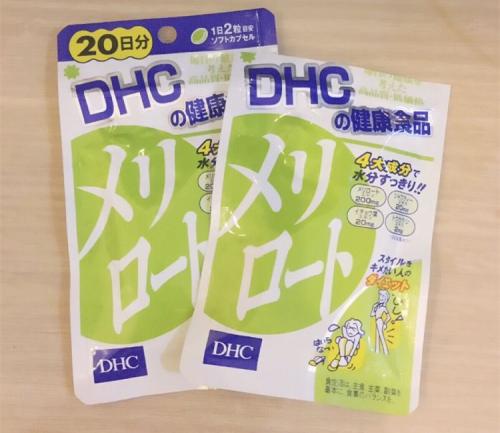 20日分
1日2粒目安
ソフトカプセル
DHC
の健康
メリロート
DHC
DHC
の健康食品
4大成分で
水分すっきり!!
メリロート
200mg
イチョウ葉
20mg
メリロート
スタイルを
キメたい人の
ダイエット
DHC
食生活は、主食、主菜、副菜を
基本に、食事のバランスを。